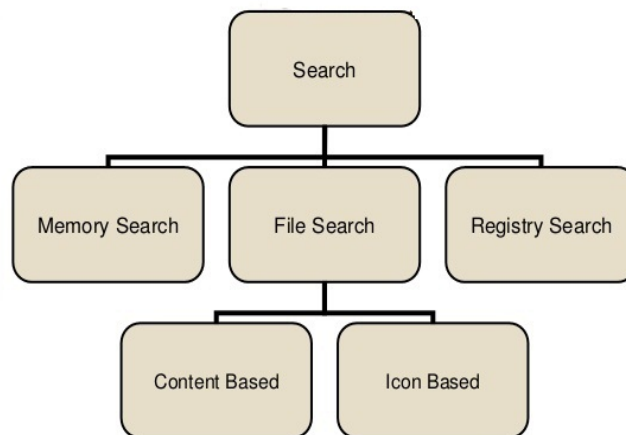 Search
Memory Search
File Search
Registry Search
Content Based
Icon Based